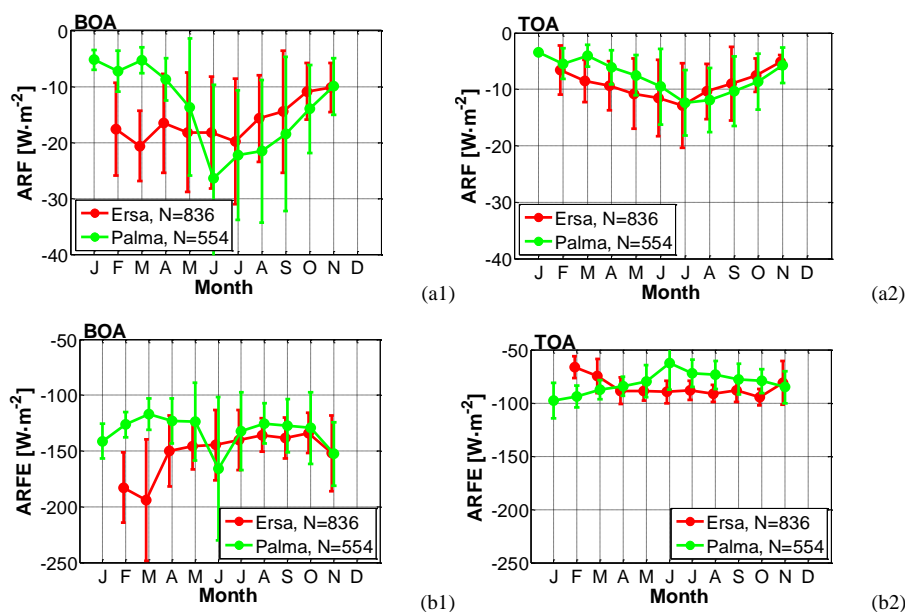 BOA
ARF [W·m-2]
0
-10
-20
-30
-40
Ersa, N=836
Palma, N=554
J F M A M J J A S O N D
Month
(a1)
TOA
ARF [W·m-2]
0
-10
-20
-30
-40
Ersa, N=836
Palma, N=554
J F M A M J J A S O N D
Month
(a2)
BOA
ARFE [W·m-2]
-50
-100
-150
-200
-250
Ersa, N=836
Palma, N=554
J F M A M J J A S O N D
Month
(b1)
TOA
ARFE [W·m-2]
-50
-100
-150
-200
-250
Ersa, N=836
Palma, N=554
J F M A M J J A S O N D
Month
(b2)